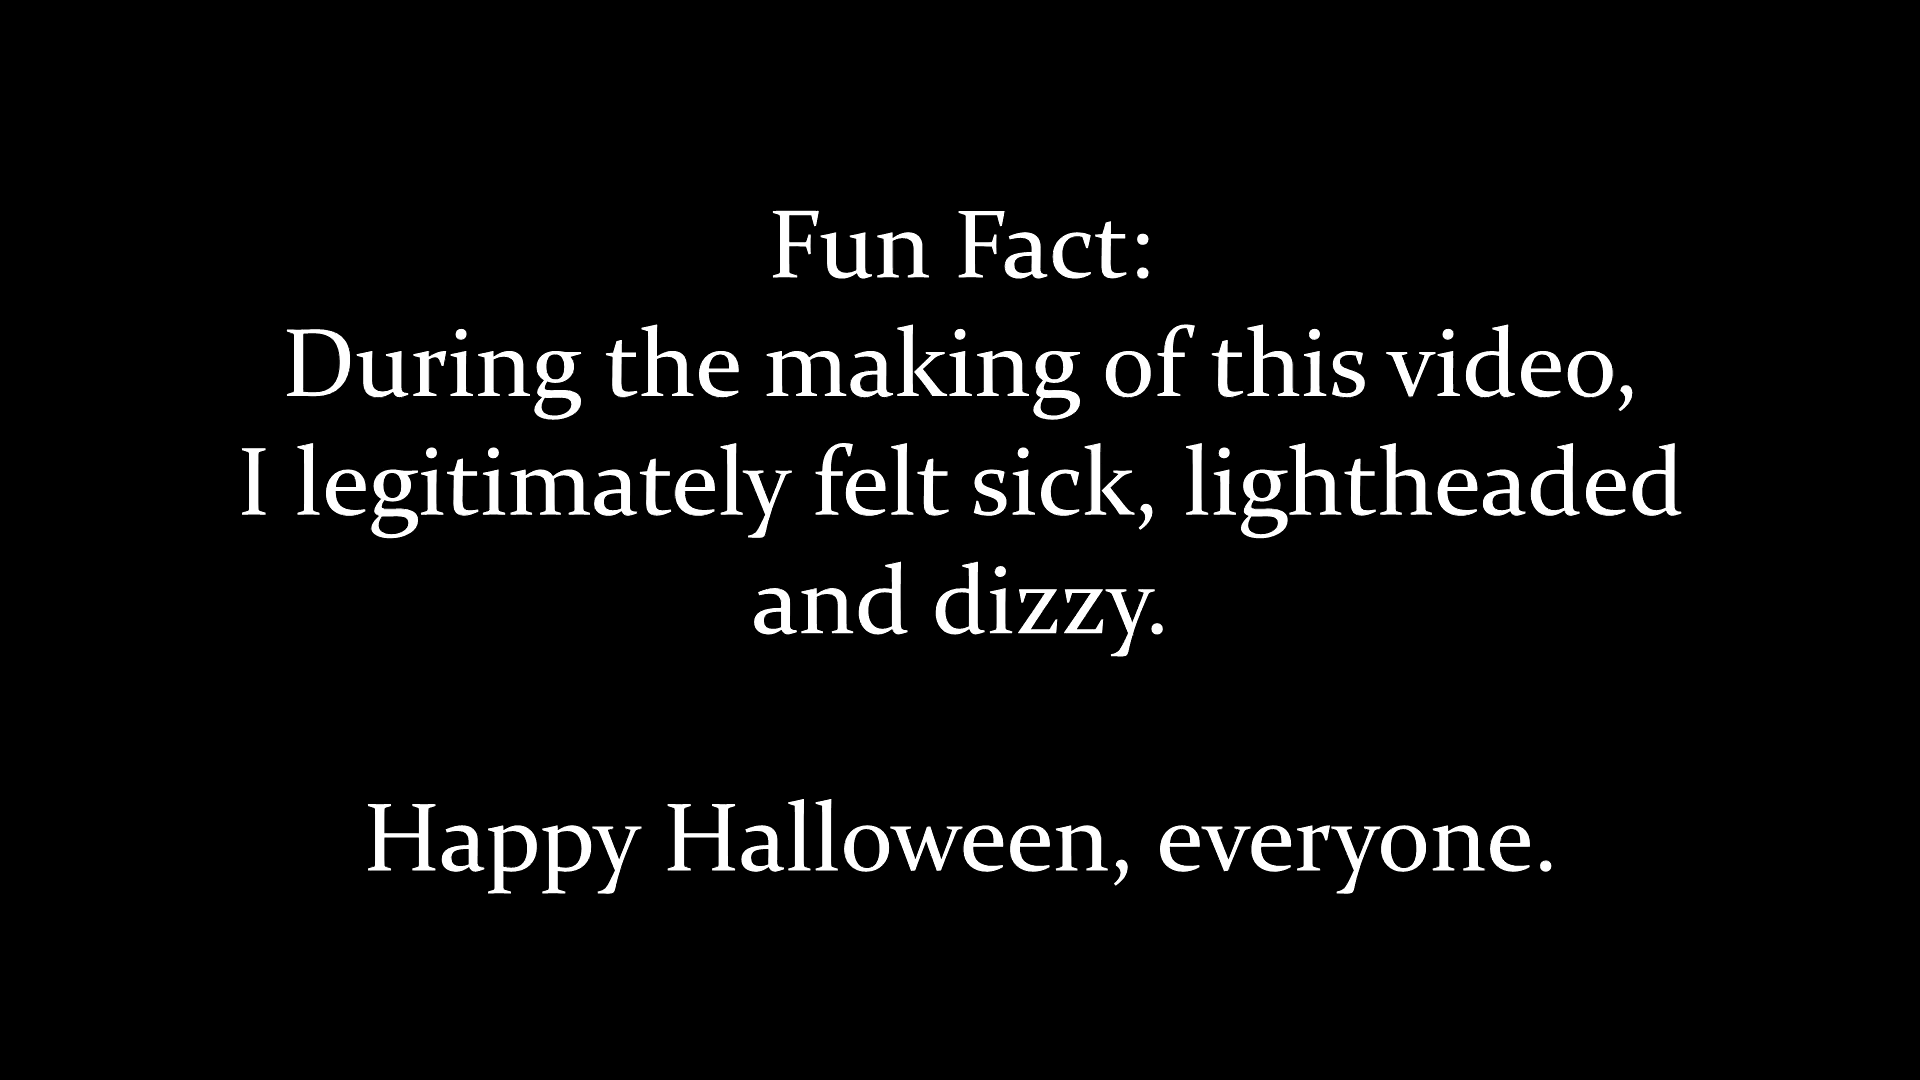 Fun Fact:
During the making of this video,
I legitimately felt sick, lightheaded
and dizzy.
Happy Halloween, everyone.